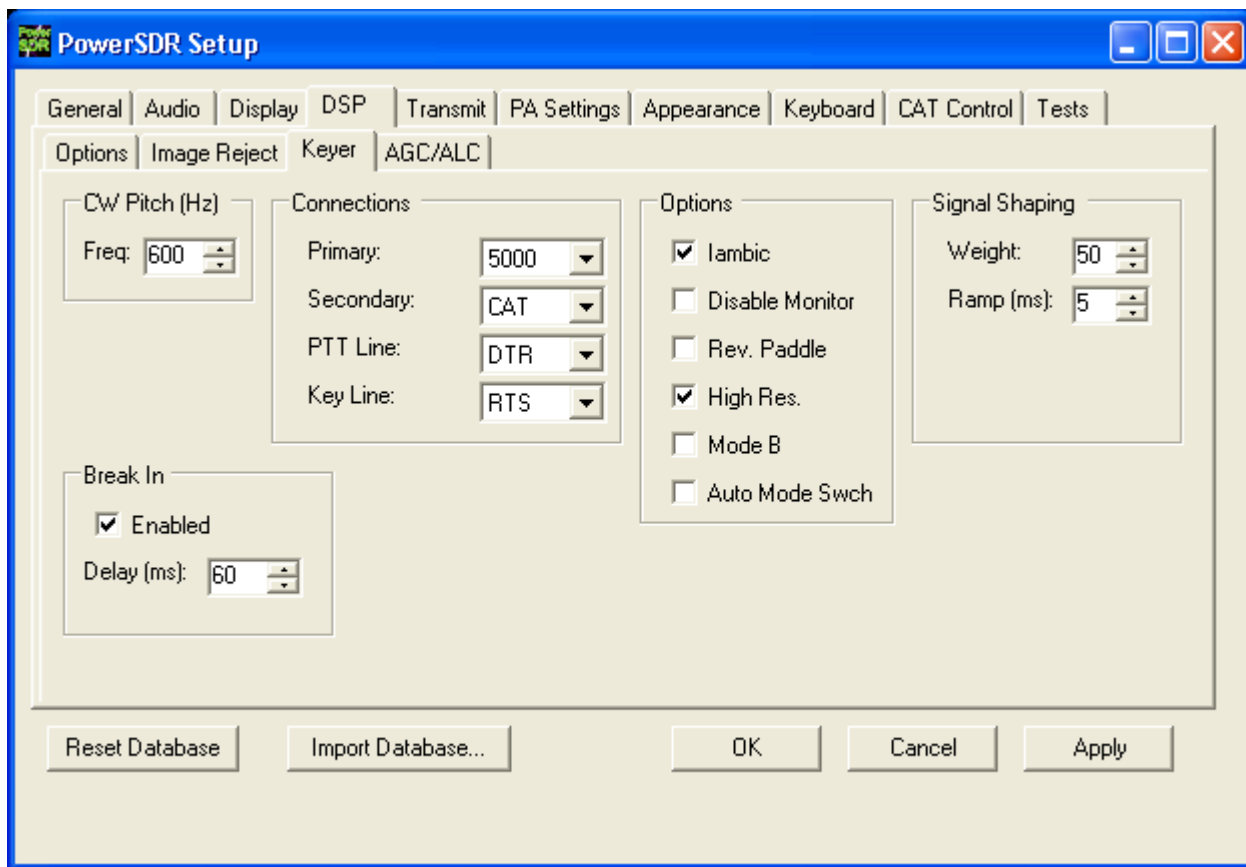 Power SDR PowerSDR Setup
General Audio Display DSP Transmit PA Settings Appearance Keyboard CAT Control Tests
Options Image Reject Keyer AGC/ALC
CW Pitch (Hz)
Freq: 600
Connections
Primary: 5000
Secondary: CAT
PTT Line: DTR
Key Line: RTS
Options
Iambic
Disable Monitor
Rev. Paddle
High Res.
Mode B
Auto Mode Swch
Signal Shaping
Weight: 50
Ramp (ms): 5
Break In
Enabled
Delay (ms): 60
Reset Database Import Database... OK Cancel Apply